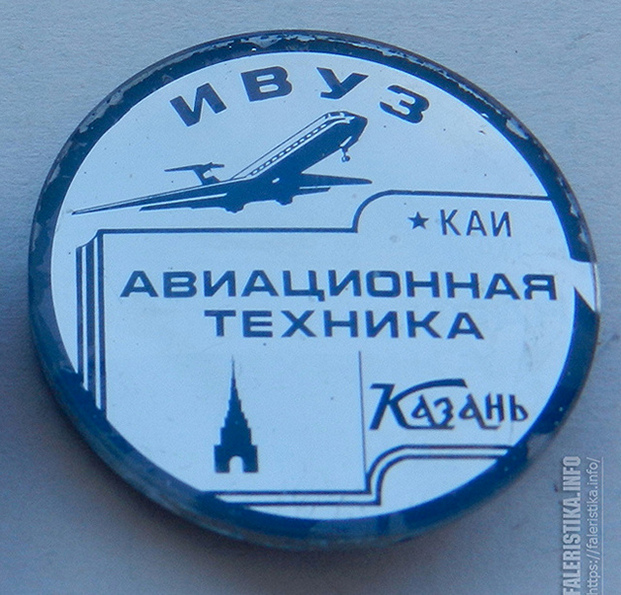 ИВУЗ
★ КАИ
АВИАЦИОННАЯ
ТЕХНИКА
Казань
FALERISTIKA.INFO
https://faleristika.info/